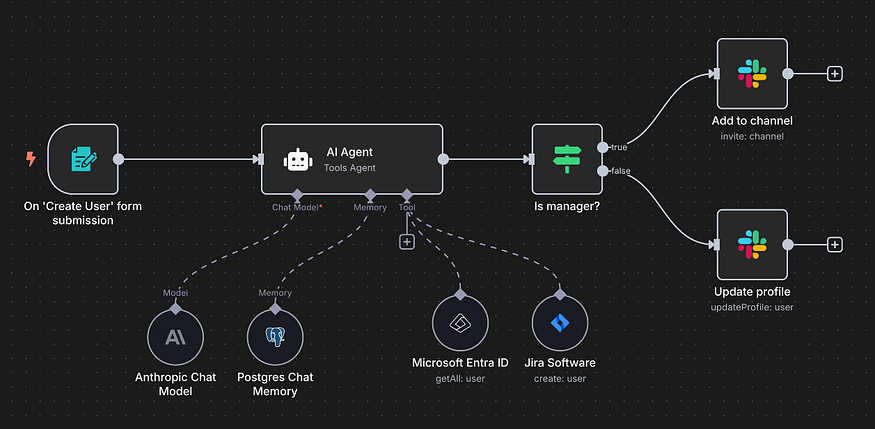 On 'Create User' form
submission
AI Agent
Tools Agent
Chat Model*
Memory
Tool
Is manager?
true
false
Add to channel
invite: channel
Update profile
updateProfile: user
Model
Memory
Anthropic Chat
Model
Postgres Chat
Memory
Microsoft Entra ID
getAll: user
Jira Software
create: user